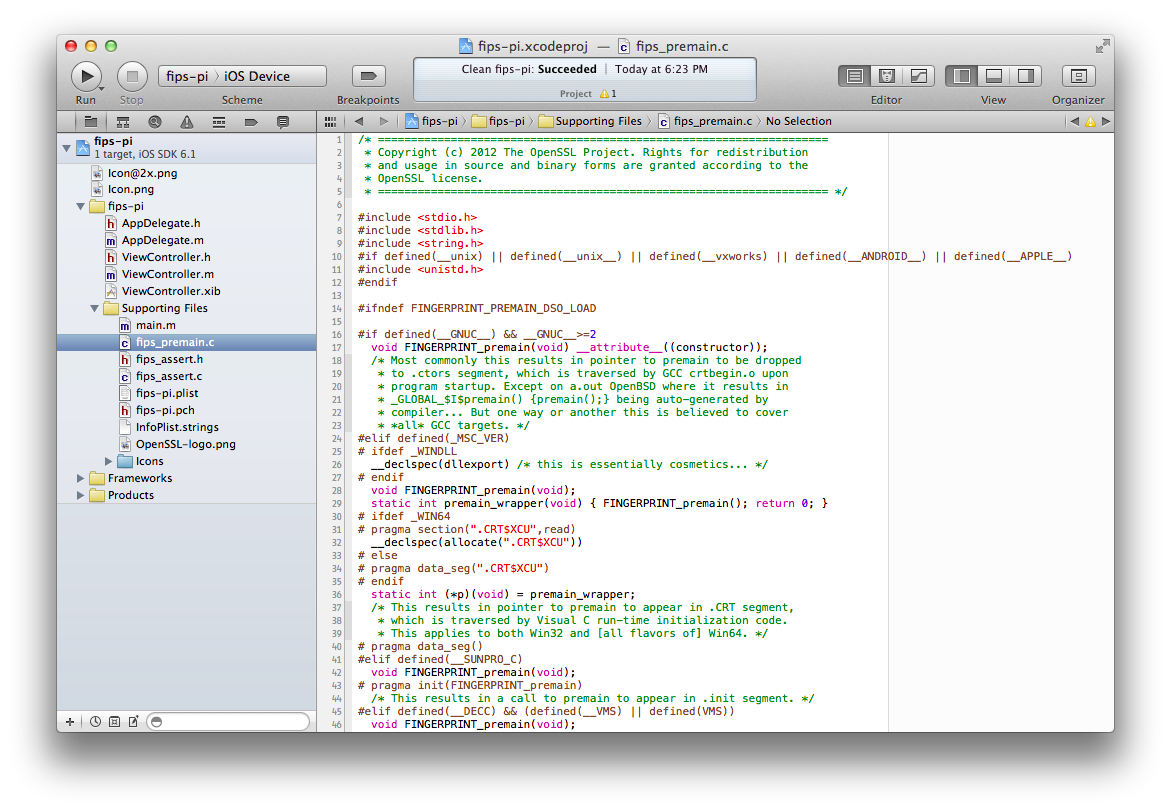 fips-pi.xcodeproj — fips_premain.c
fips-pi › iOS Device
Clean fips-pi: Succeeded | Today at 6:23 PM
Project 1
Run Stop Scheme Breakpoints Editor View Organizer
fips-pi › fips-pi › Supporting Files › fips_premain.c › No Selection
fips-pi
1 target, iOS SDK 6.1
Icon@2x.png
Icon.png
fips-pi
h AppDelegate.h
m AppDelegate.m
h ViewController.h
m ViewController.m
ViewController.xib
Supporting Files
m main.m
c fips_premain.c
h fips_assert.h
c fips_assert.c
fips-pi.plist
h fips-pi.pch
InfoPlist.strings
OpenSSL-logo.png
Icons
Frameworks
Products
1 /* ====================================================================
2  * Copyright (c) 2012 The OpenSSL Project. Rights for redistribution
3  * and usage in source and binary forms are granted according to the
4  * OpenSSL license.
5  * ==================================================================== */
6
7 #include <stdio.h>
8 #include <stdlib.h>
9 #include <string.h>
10 #if defined(__unix) || defined(__unix__) || defined(__vxworks) || defined(__ANDROID__) || defined(__APPLE__)
11 #include <unistd.h>
12 #endif
13
14 #ifndef FINGERPRINT_PREMAIN_DSO_LOAD
15
16 #if defined(__GNUC__) && __GNUC__>=2
17   void FINGERPRINT_premain(void) __attribute__((constructor));
18   /* Most commonly this results in pointer to premain to be dropped
19    * to .ctors segment, which is traversed by GCC crtbegin.o upon
20    * program startup. Except on a.out OpenBSD where it results in
21    * _GLOBAL_$I$premain() {premain();} being auto-generated by
22    * compiler... But one way or another this is believed to cover
23    * *all* GCC targets. */
24 #elif defined(_MSC_VER)
25 # ifdef _WINDLL
26   __declspec(dllexport) /* this is essentially cosmetics... */
27 # endif
28   void FINGERPRINT_premain(void);
29   static int premain_wrapper(void) { FINGERPRINT_premain(); return 0; }
30 # ifdef _WIN64
31 # pragma section(".CRT$XCU",read)
32   __declspec(allocate(".CRT$XCU"))
33 # else
34 # pragma data_seg(".CRT$XCU")
35 # endif
36   static int (*p)(void) = premain_wrapper;
37   /* This results in pointer to premain to appear in .CRT segment,
38    * which is traversed by Visual C run-time initialization code.
39    * This applies to both Win32 and [all flavors of] Win64. */
40 # pragma data_seg()
41 #elif defined(__SUNPRO_C)
42   void FINGERPRINT_premain(void);
43 # pragma init(FINGERPRINT_premain)
44   /* This results in a call to premain to appear in .init segment. */
45 #elif defined(__DECC) && (defined(__VMS) || defined(VMS))
46   void FINGERPRINT_premain(void);